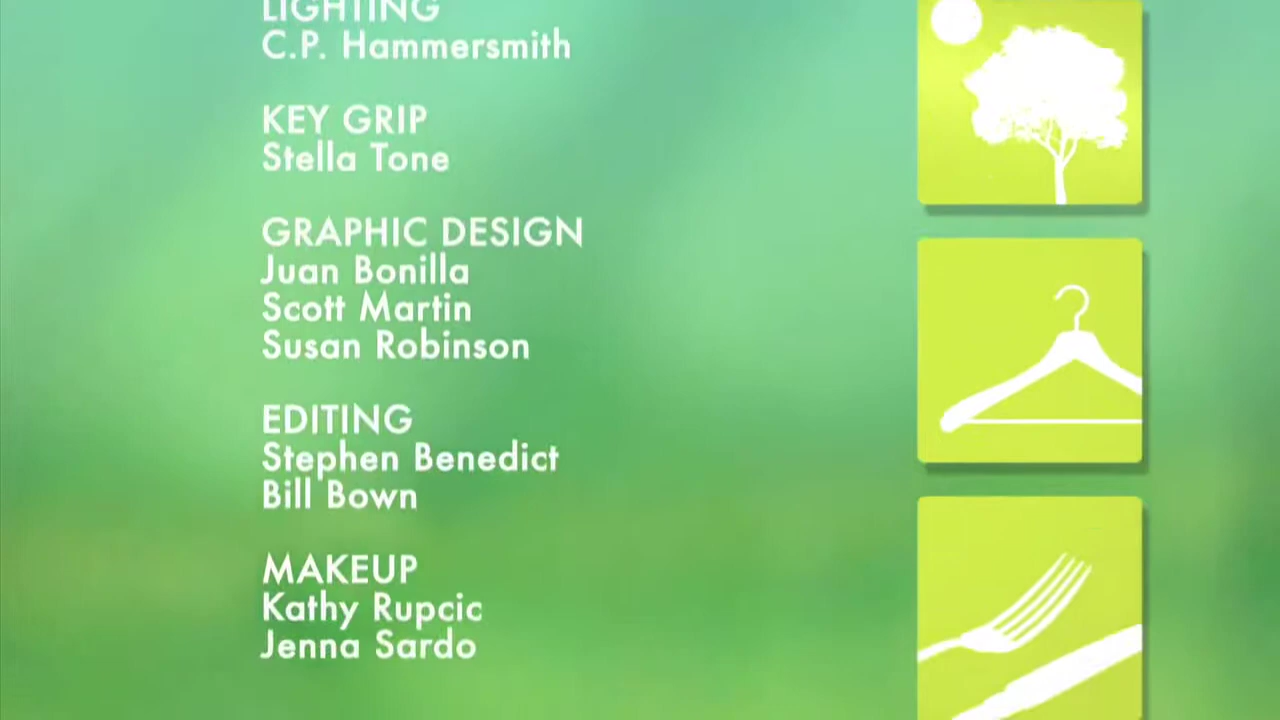 LIGHTING
C.P. Hammersmith
KEY GRIP
Stella Tone
GRAPHIC DESIGN
Juan Bonilla
Scott Martin
Susan Robinson
EDITING
Stephen Benedict
Bill Bown
MAKEUP
Kathy Rupcic
Jenna Sardo